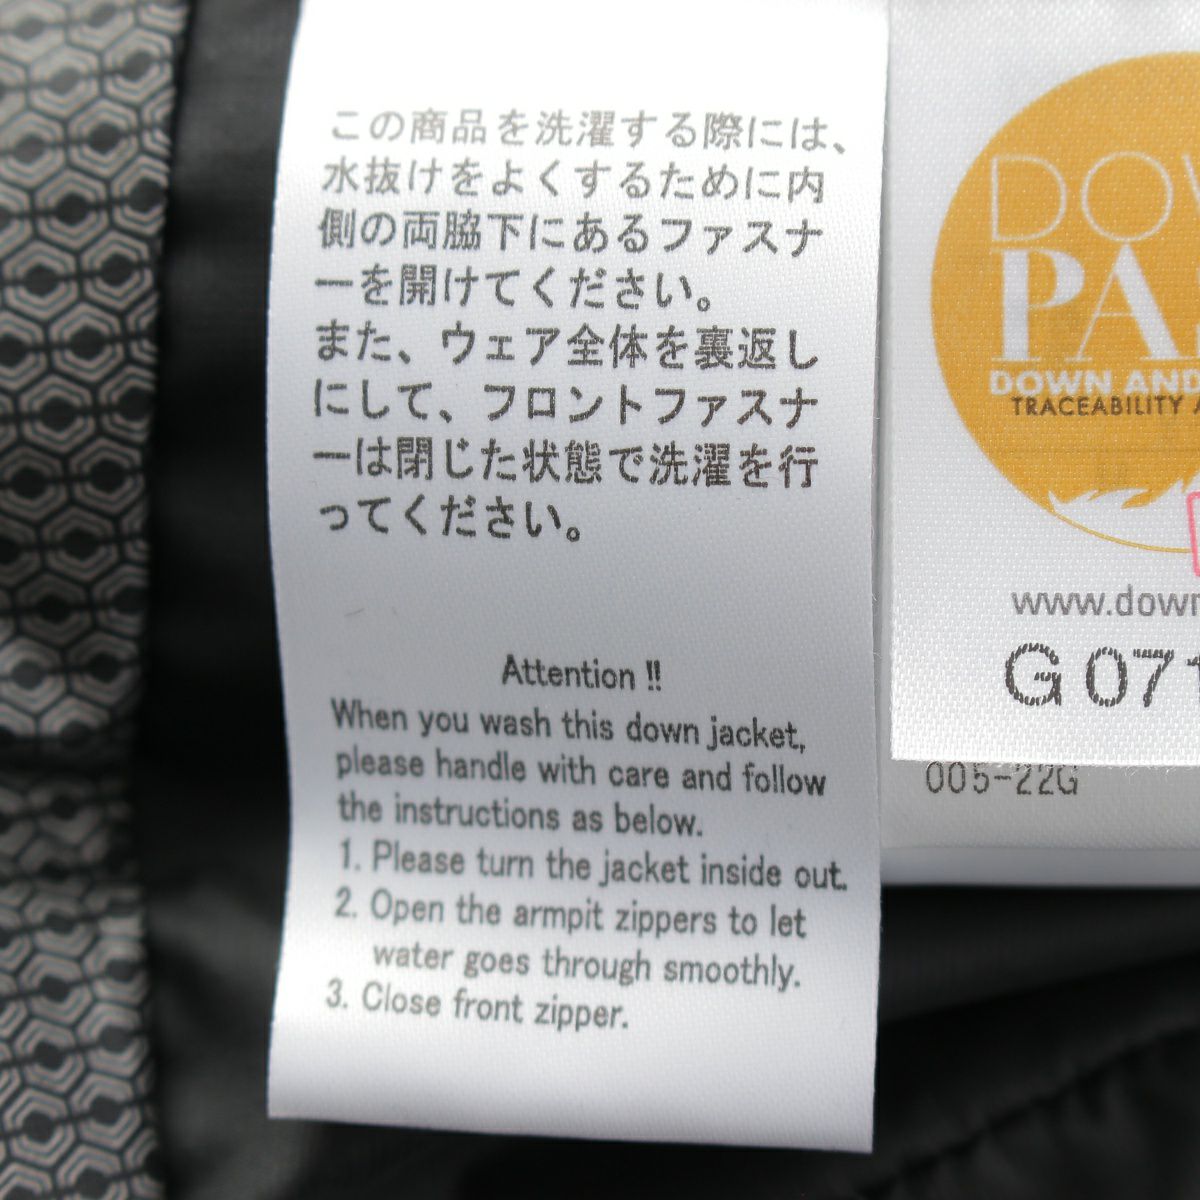 この商品を洗濯する際には、
水抜けをよくするために内
側の両脇下にあるファスナ
ーを開けてください。
また、ウェア全体を裏返し
にして、フロントファスナ
ーは閉じた状態で洗濯を行
ってください。
Attention !!
When you wash this down jacket,
please handle with care and follow
the instructions as below.
1. Please turn the jacket inside out.
2. Open the armpit zippers to let
water goes through smoothly.
3. Close front zipper.
DOW
PA
DOWN AND
TRACEABILITY A
www.down
G 071
005-22G